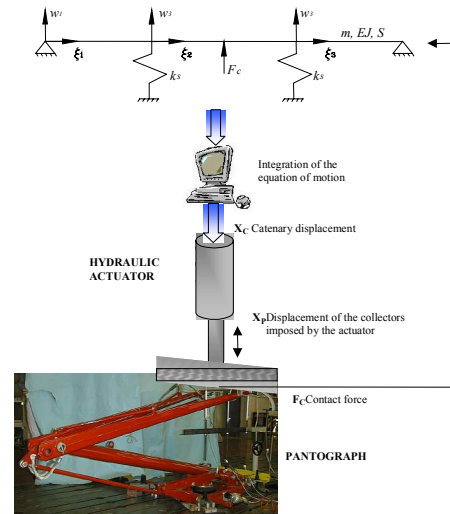 w1 w3 w3
m, EJ, S
ξ1 ξ2 ξ3
ks Fc ks
Integration of the
equation of motion
XC Catenary displacement
HYDRAULIC
ACTUATOR
XP Displacement of the collectors
imposed by the actuator
FC Contact force
PANTOGRAPH